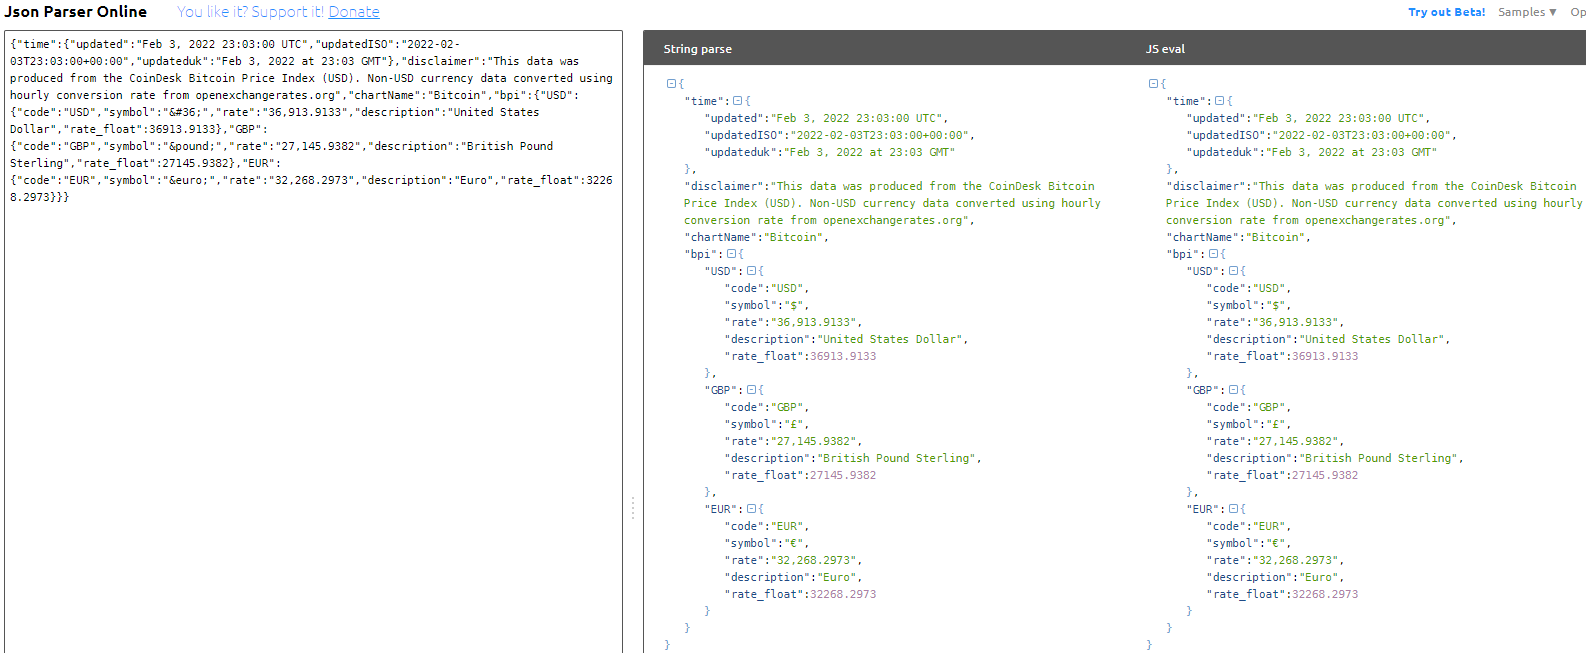 Json Parser Online You like it? Support it! Donate Try out Beta! Samples ▼ Op
{"time":{"updated":"Feb 3, 2022 23:03:00 UTC","updatedISO":"2022-02-
03T23:03:00+00:00","updateduk":"Feb 3, 2022 at 23:03 GMT"},"disclaimer":"This data was
produced from the CoinDesk Bitcoin Price Index (USD). Non-USD currency data converted using
hourly conversion rate from openexchangerates.org","chartName":"Bitcoin","bpi":{"USD":
{"code":"USD","symbol":"&#36;","rate":"36,913.9133","description":"United States
Dollar","rate_float":36913.9133},"GBP":
{"code":"GBP","symbol":"&pound;","rate":"27,145.9382","description":"British Pound
Sterling","rate_float":27145.9382},"EUR":
{"code":"EUR","symbol":"&euro;","rate":"32,268.2973","description":"Euro","rate_float":3226
8.2973}}}
String parse
{
"time":{
"updated":"Feb 3, 2022 23:03:00 UTC",
"updatedISO":"2022-02-03T23:03:00+00:00",
"updateduk":"Feb 3, 2022 at 23:03 GMT"
},
"disclaimer":"This data was produced from the CoinDesk Bitcoin
Price Index (USD). Non-USD currency data converted using hourly
conversion rate from openexchangerates.org",
"chartName":"Bitcoin",
"bpi":{
"USD":{
"code":"USD",
"symbol":"$",
"rate":"36,913.9133",
"description":"United States Dollar",
"rate_float":36913.9133
},
"GBP":{
"code":"GBP",
"symbol":"£",
"rate":"27,145.9382",
"description":"British Pound Sterling",
"rate_float":27145.9382
},
"EUR":{
"code":"EUR",
"symbol":"€",
"rate":"32,268.2973",
"description":"Euro",
"rate_float":32268.2973
}
}
}
JS eval
{
"time":{
"updated":"Feb 3, 2022 23:03:00 UTC",
"updatedISO":"2022-02-03T23:03:00+00:00",
"updateduk":"Feb 3, 2022 at 23:03 GMT"
},
"disclaimer":"This data was produced from the CoinDesk Bitcoin
Price Index (USD). Non-USD currency data converted using hourly
conversion rate from openexchangerates.org",
"chartName":"Bitcoin",
"bpi":{
"USD":{
"code":"USD",
"symbol":"$",
"rate":"36,913.9133",
"description":"United States Dollar",
"rate_float":36913.9133
},
"GBP":{
"code":"GBP",
"symbol":"£",
"rate":"27,145.9382",
"description":"British Pound Sterling",
"rate_float":27145.9382
},
"EUR":{
"code":"EUR",
"symbol":"€",
"rate":"32,268.2973",
"description":"Euro",
"rate_float":32268.2973
}
}
}